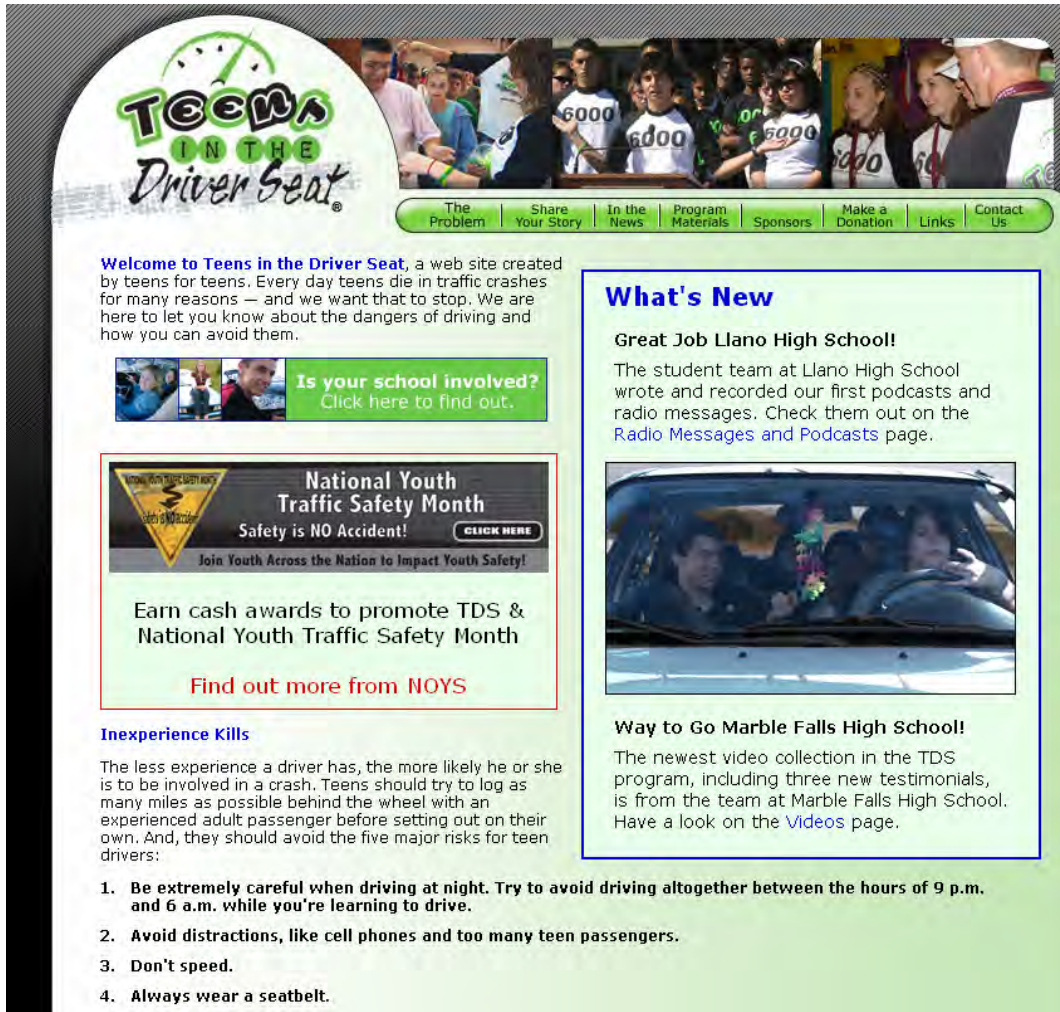 TEENS
IN THE
Driver Seat®
6000
6000
6000
6000
The Problem
Share Your Story
In the News
Program Materials
Sponsors
Make a Donation
Links
Contact Us
Welcome to Teens in the Driver Seat, a web site created
by teens for teens. Every day teens die in traffic crashes
for many reasons — and we want that to stop. We are
here to let you know about the dangers of driving and
how you can avoid them.
Is your school involved?
Click here to find out.
NATIONAL YOUTH TRAFFIC SAFETY MONTH
Safety is NO accident
National Youth
Traffic Safety Month
Safety is NO Accident!
CLICK HERE
Join Youth Across the Nation to Impact Youth Safety!
Earn cash awards to promote TDS &
National Youth Traffic Safety Month
Find out more from NOYS
Inexperience Kills
The less experience a driver has, the more likely he or she
is to be involved in a crash. Teens should try to log as
many miles as possible behind the wheel with an
experienced adult passenger before setting out on their
own. And, they should avoid the five major risks for teen
drivers:
What's New
Great Job Llano High School!
The student team at Llano High School
wrote and recorded our first podcasts and
radio messages. Check them out on the
Radio Messages and Podcasts page.
Way to Go Marble Falls High School!
The newest video collection in the TDS
program, including three new testimonials,
is from the team at Marble Falls High School.
Have a look on the Videos page.
1. Be extremely careful when driving at night. Try to avoid driving altogether between the hours of 9 p.m.
and 6 a.m. while you're learning to drive.
2. Avoid distractions, like cell phones and too many teen passengers.
3. Don't speed.
4. Always wear a seatbelt.